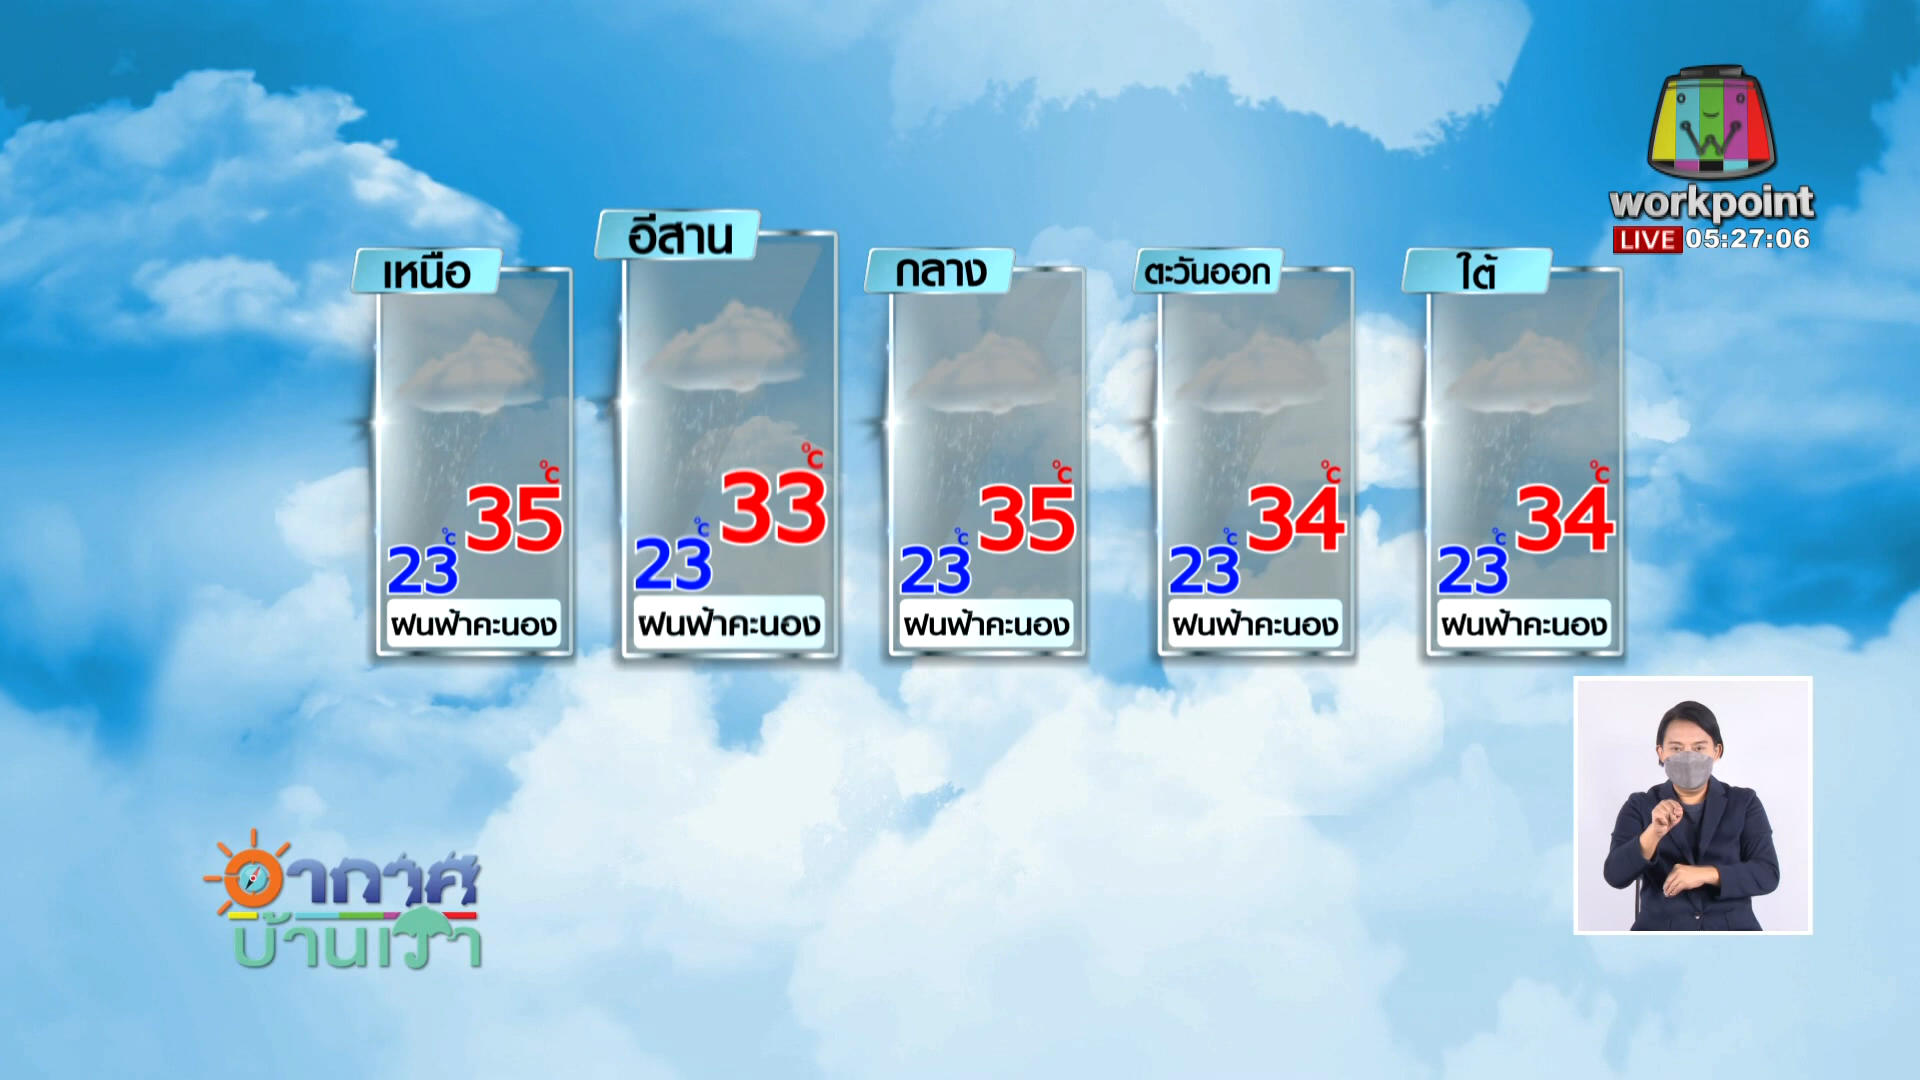 workpoint
LIVE 05:27:06
เหนือ
35°C
23°C
ฝนฟ้าคะนอง
อีสาน
33°C
23°C
ฝนฟ้าคะนอง
กลาง
35°C
23°C
ฝนฟ้าคะนอง
ตะวันออก
34°C
23°C
ฝนฟ้าคะนอง
ใต้
34°C
23°C
ฝนฟ้าคะนอง
อากาศ
บ้านเรา